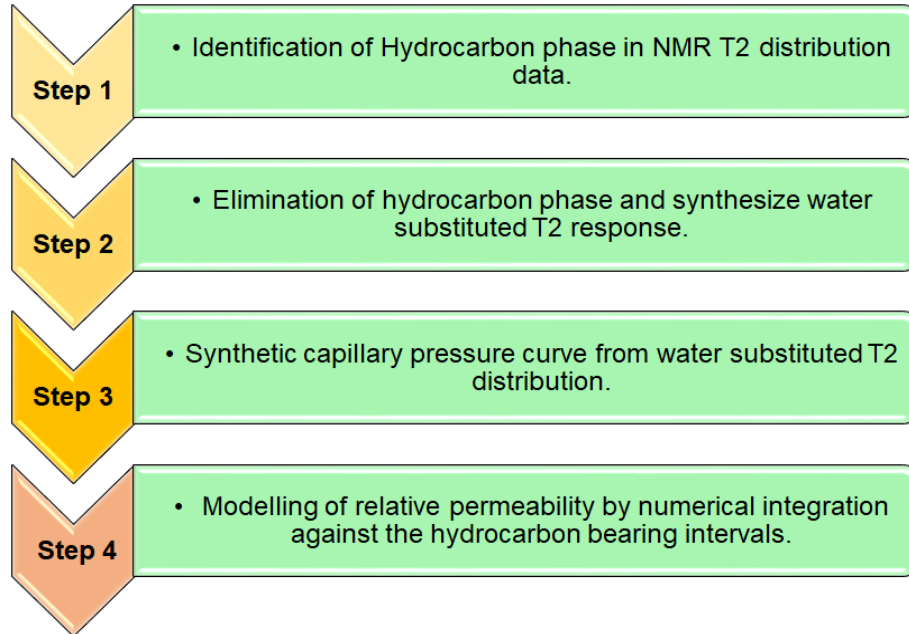 Step 1
• Identification of Hydrocarbon phase in NMR T2 distribution
data.
Step 2
• Elimination of hydrocarbon phase and synthesize water
substituted T2 response.
Step 3
• Synthetic capillary pressure curve from water substituted T2
distribution.
Step 4
• Modelling of relative permeability by numerical integration
against the hydrocarbon bearing intervals.